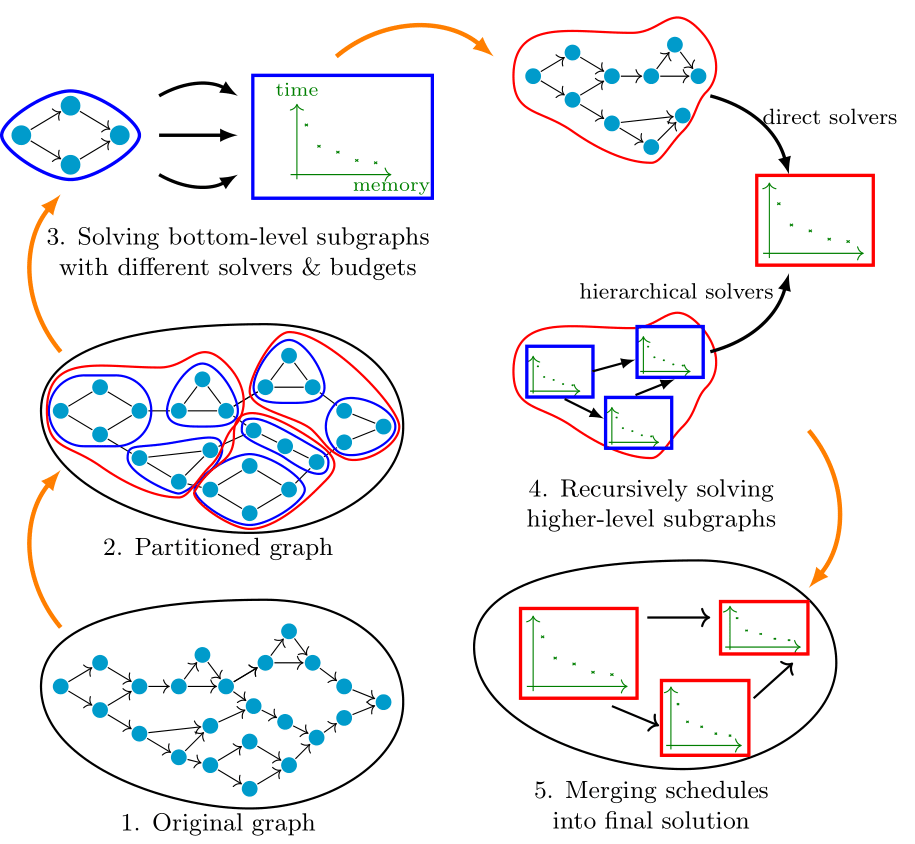 time
memory
3. Solving bottom-level subgraphs
with different solvers & budgets
direct solvers
hierarchical solvers
4. Recursively solving
higher-level subgraphs
2. Partitioned graph
1. Original graph
5. Merging schedules
into final solution